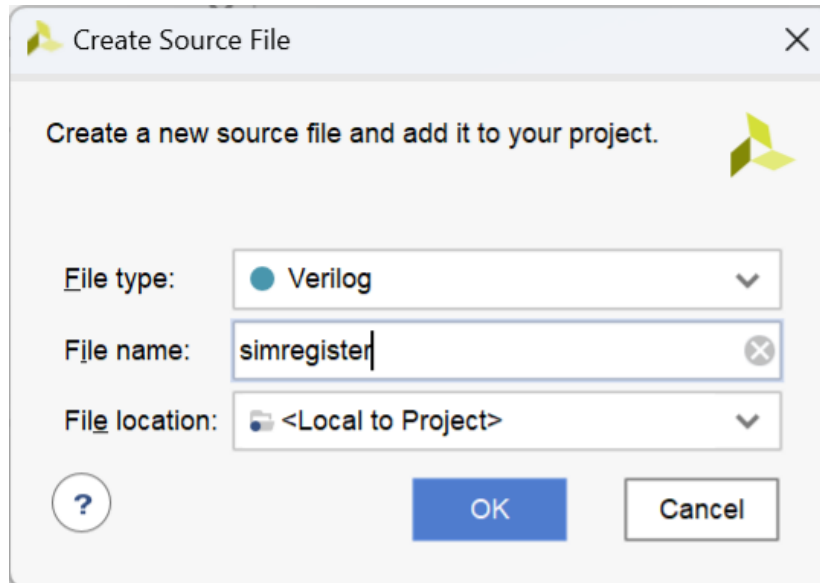 Create Source File
Create a new source file and add it to your project.
File type: Verilog
File name: simregister
File location: <Local to Project>
? OK Cancel